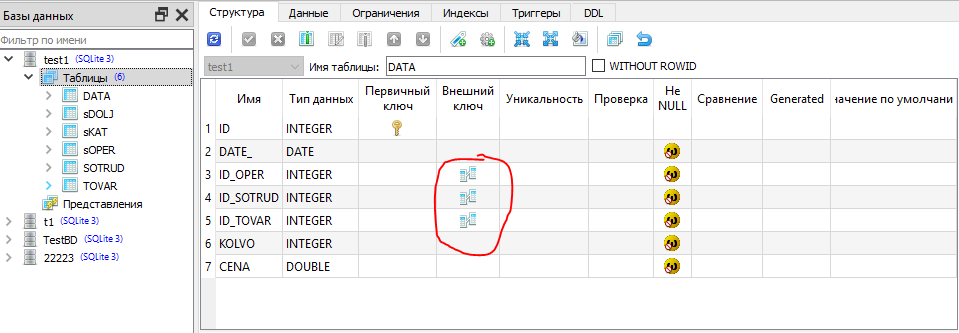 Базы данных
Фильтр по имени
test1 (SQLite 3)
Таблицы (6)
DATA
sDOLJ
sKAT
sOPER
SOTRUD
TOVAR
Представления
t1 (SQLite 3)
TestBD (SQLite 3)
22223 (SQLite 3)
Структура Данные Ограничения Индексы Триггеры DDL
test1 Имя таблицы: DATA WITHOUT ROWID
Имя Тип данных Первичный ключ Внешний ключ Уникальность Проверка Не NULL Сравнение Generated начение по умолчани
1 ID INTEGER
2 DATE_ DATE
3 ID_OPER INTEGER
4 ID_SOTRUD INTEGER
5 ID_TOVAR INTEGER
6 KOLVO INTEGER
7 CENA DOUBLE